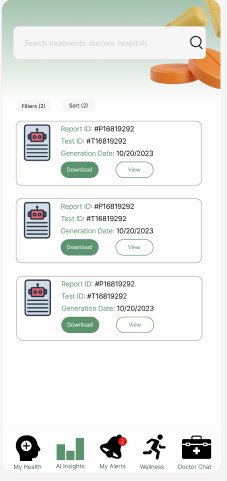 Search treatments, doctors, hospitals
Filters (2) Sort (2)
Report ID: #P16819292
Test ID: #T16819292
Generation Date: 10/20/2023
Download View
Report ID: #P16819292
Test ID: #T16819292
Generation Date: 10/20/2023
Download View
Report ID: #P16819292
Test ID: #T16819292
Generation Date: 10/20/2023
Download View
2
My Health AI Insights My Alerts Wellness Doctor Chat